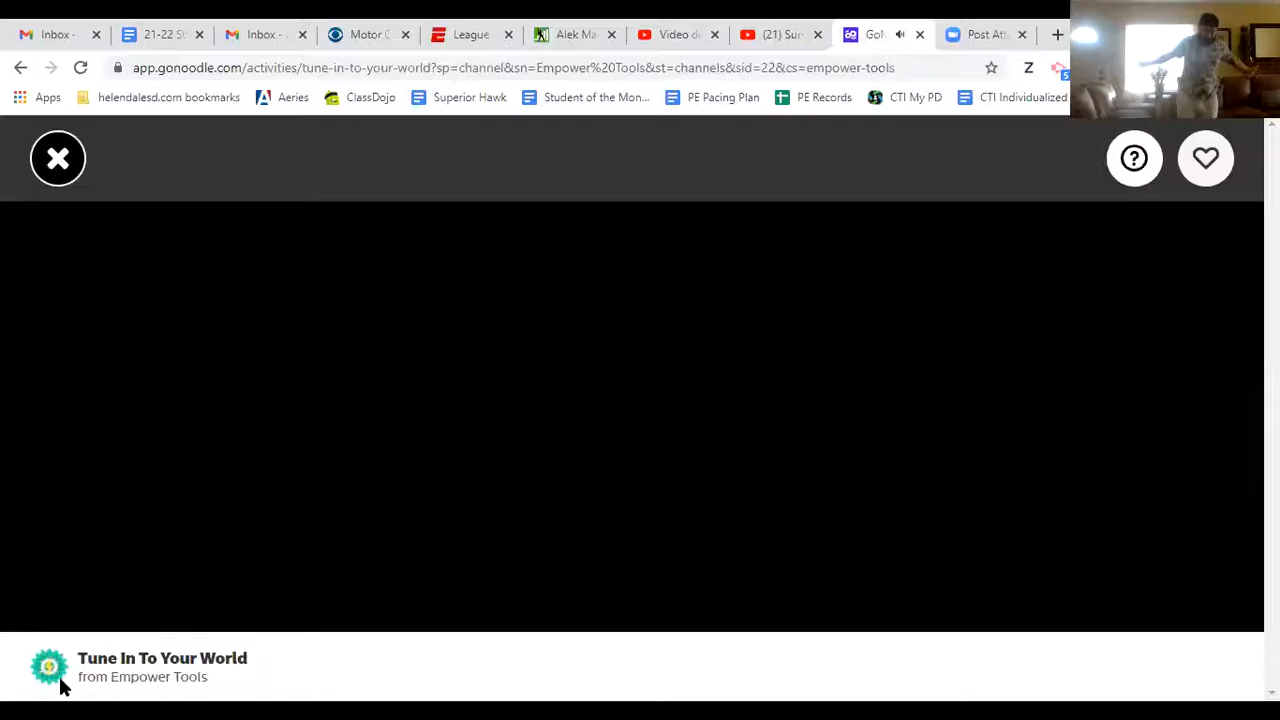 Inbox -
21-22 S
Inbox -
Motor C
League
Alek Ma
Video d
(21) Sue
GoN
Post Att
app.gonoodle.com/activities/tune-in-to-your-world?sp=channel&sn=Empower%20Tools&st=channels&sid=22&cs=empower-tools
Z
5
Apps
helendalesd.com bookmarks
Aeries
ClassDojo
Superior Hawk
Student of the Mon...
PE Pacing Plan
PE Records
CTI My PD
CTI Individualized
Tune In To Your World
from Empower Tools